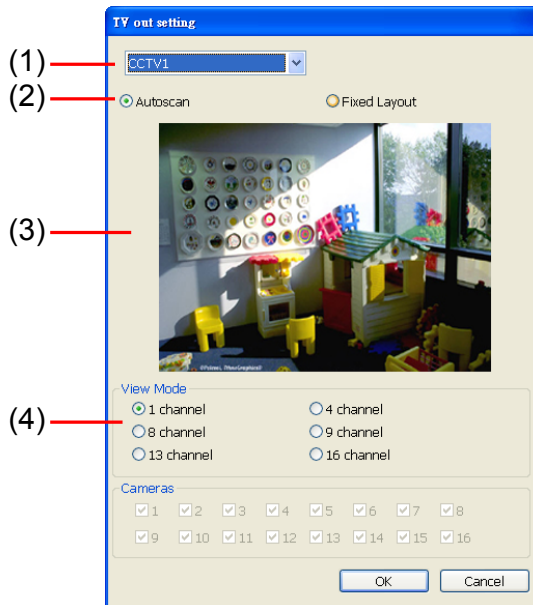 TV out setting
(1)
CCTV1
(2)
Autoscan Fixed Layout
(3)
View Mode
(4)
1 channel 4 channel
8 channel 9 channel
13 channel 16 channel
Cameras
1 2 3 4 5 6 7 8
9 10 11 12 13 14 15 16
OK Cancel